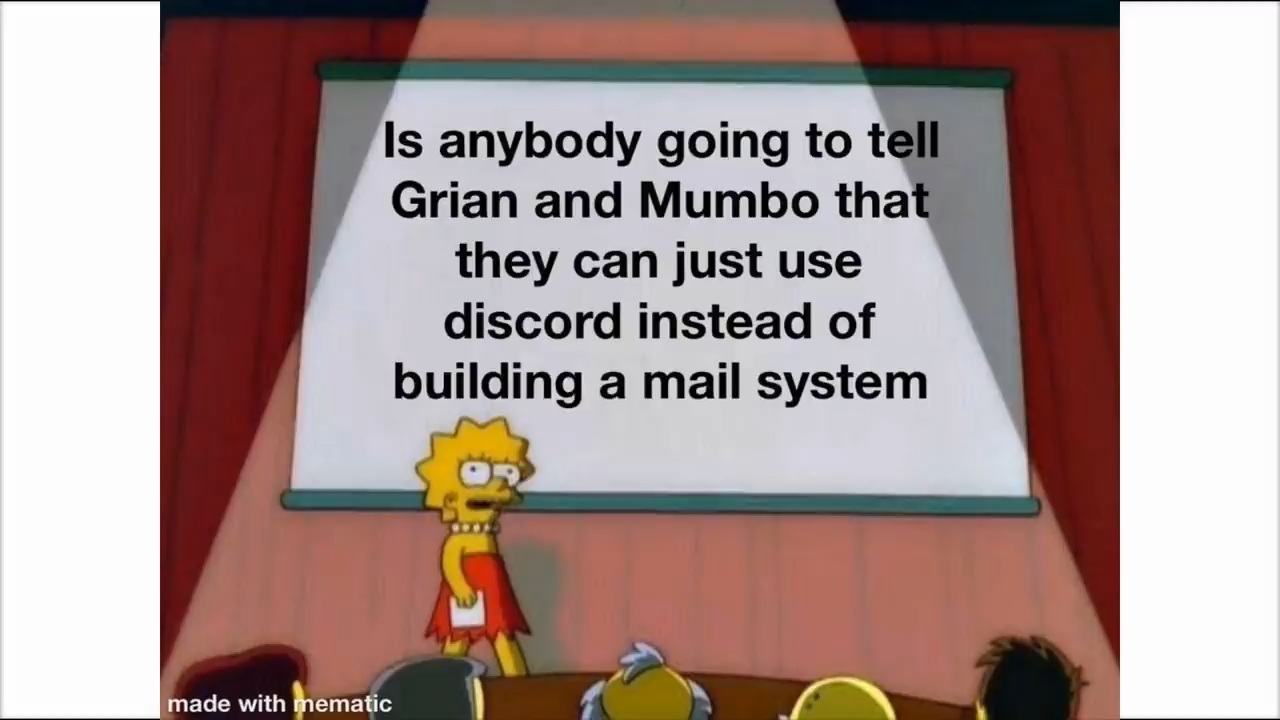 Is anybody going to tell
Grian and Mumbo that
they can just use
discord instead of
building a mail system
made with mematic